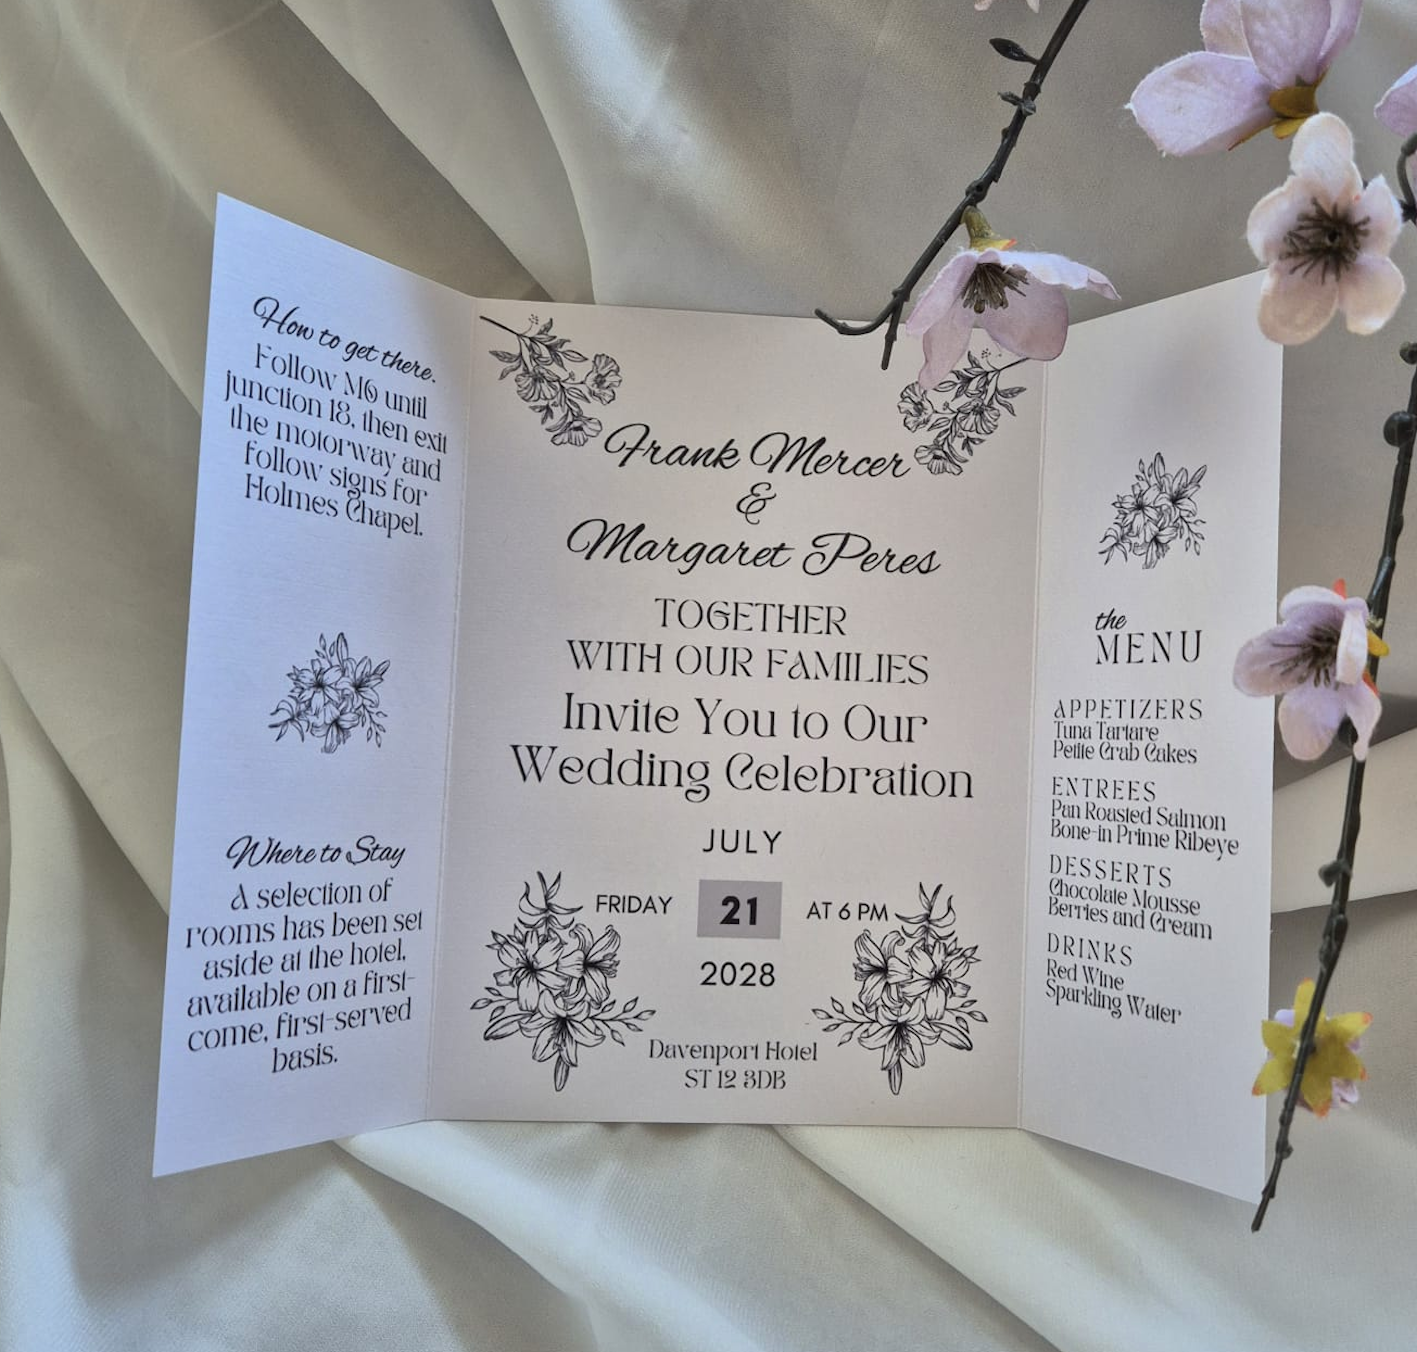 How to get there.
Follow M6 until
junction 18, then exit
the motorway and
follow signs for
Holmes Chapel.
Where to Stay
A selection of
rooms has been set
aside at the hotel,
available on a first-
come, first-served
basis.
Frank Mercer
&
Margaret Peres
TOGETHER
WITH OUR FAMILIES
Invite You to Our
Wedding Celebration
JULY
FRIDAY 21 AT 6 PM
2028
Davenport Hotel
ST12 3DB
the
MENU
APPETIZERS
Tuna Tartare
Petite Crab Cakes
ENTREES
Pan Roasted Salmon
Bone-in Prime Ribeye
DESSERTS
Chocolate Mousse
Berries and Cream
DRINKS
Red Wine
Sparkling Water